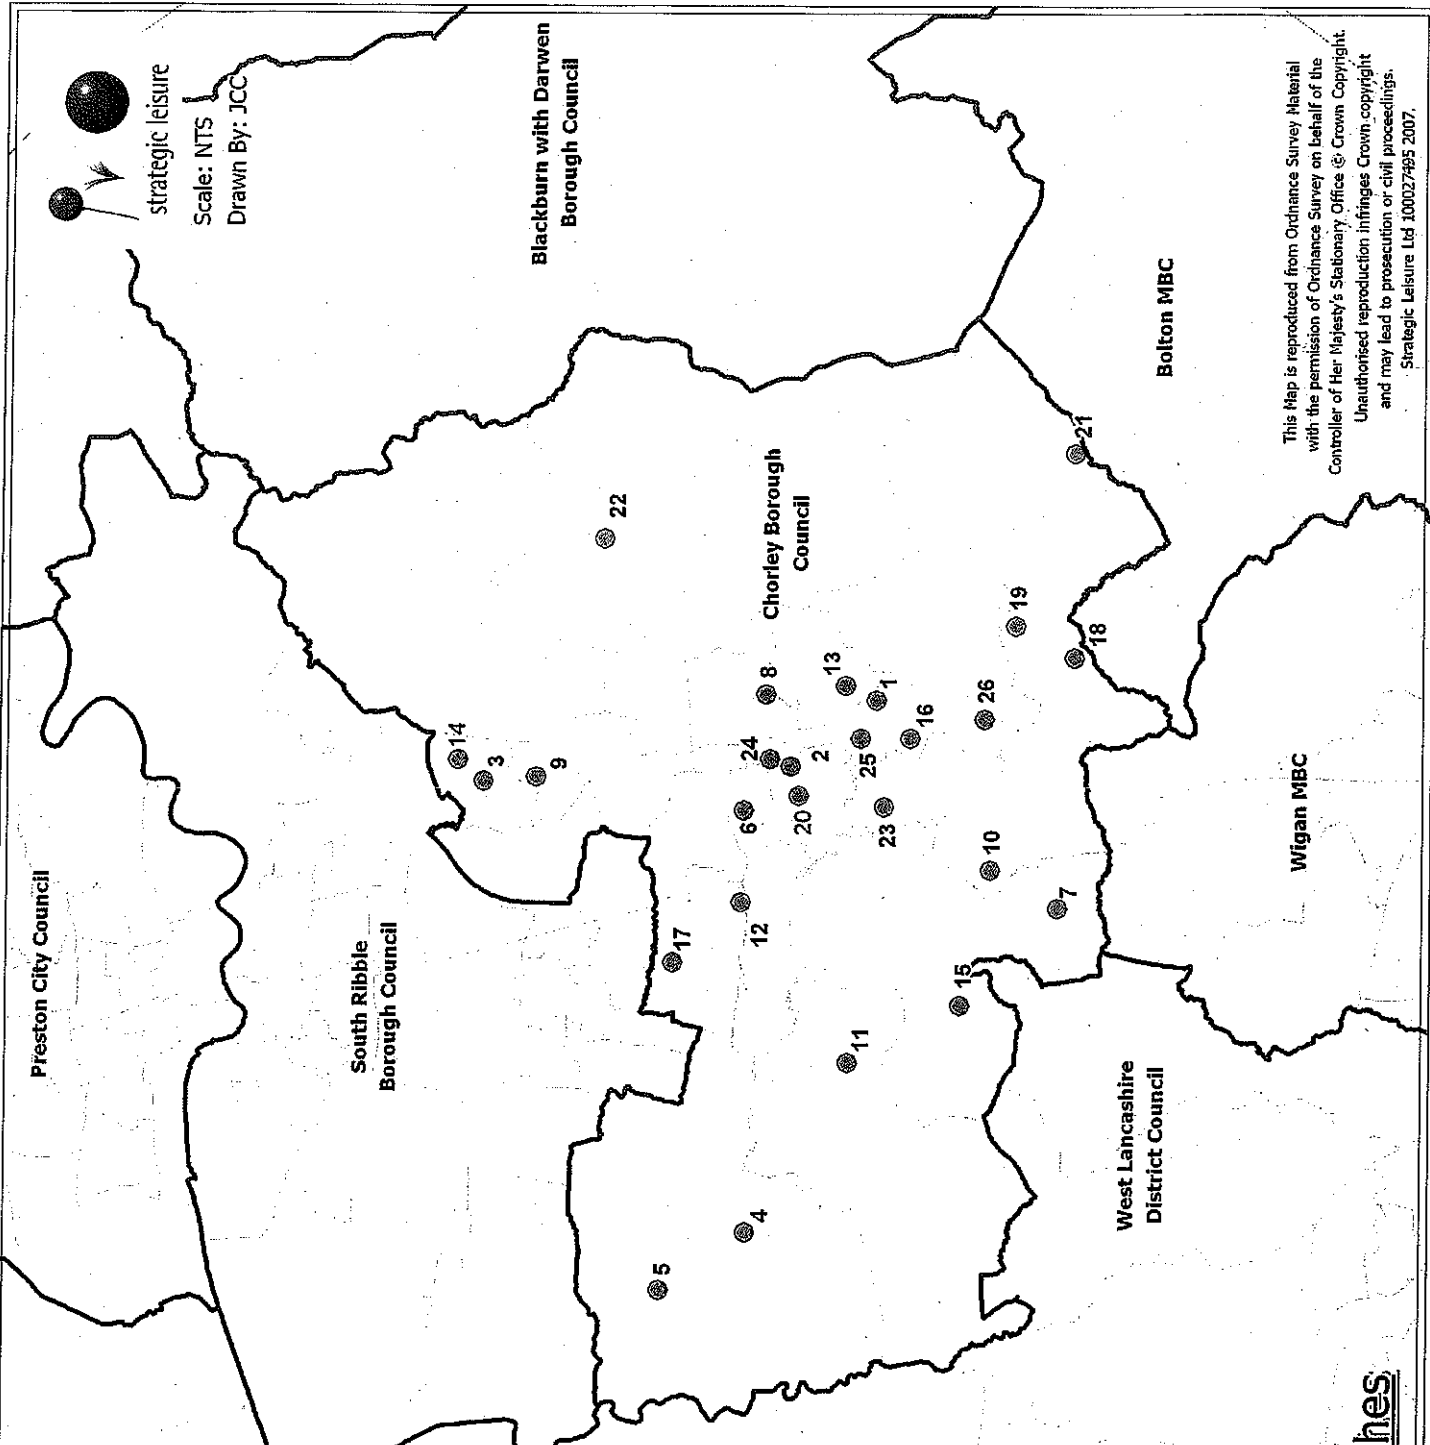 strategic leisure
Scale: NTS
Drawn By: JCC
Preston City Council
South Ribble
Borough Council
Blackburn with Darwen
Borough Council
Chorley Borough
Council
Bolton MBC
Wigan MBC
West Lancashire
District Council
14
3
9
22
8
24
2
6
20
13
1
25
16
23
12
17
10
7
15
11
4
5
26
19
18
21
This Map is reproduced from Ordnance Survey Material
with the permission of Ordnance Survey on behalf of the
Controller of Her Majesty's Stationary Office © Crown Copyright.
Unauthorised reproduction infringes Crown copyright
and may lead to prosecution or civil proceedings.
Strategic Leisure Ltd 100027495 2007.
hes